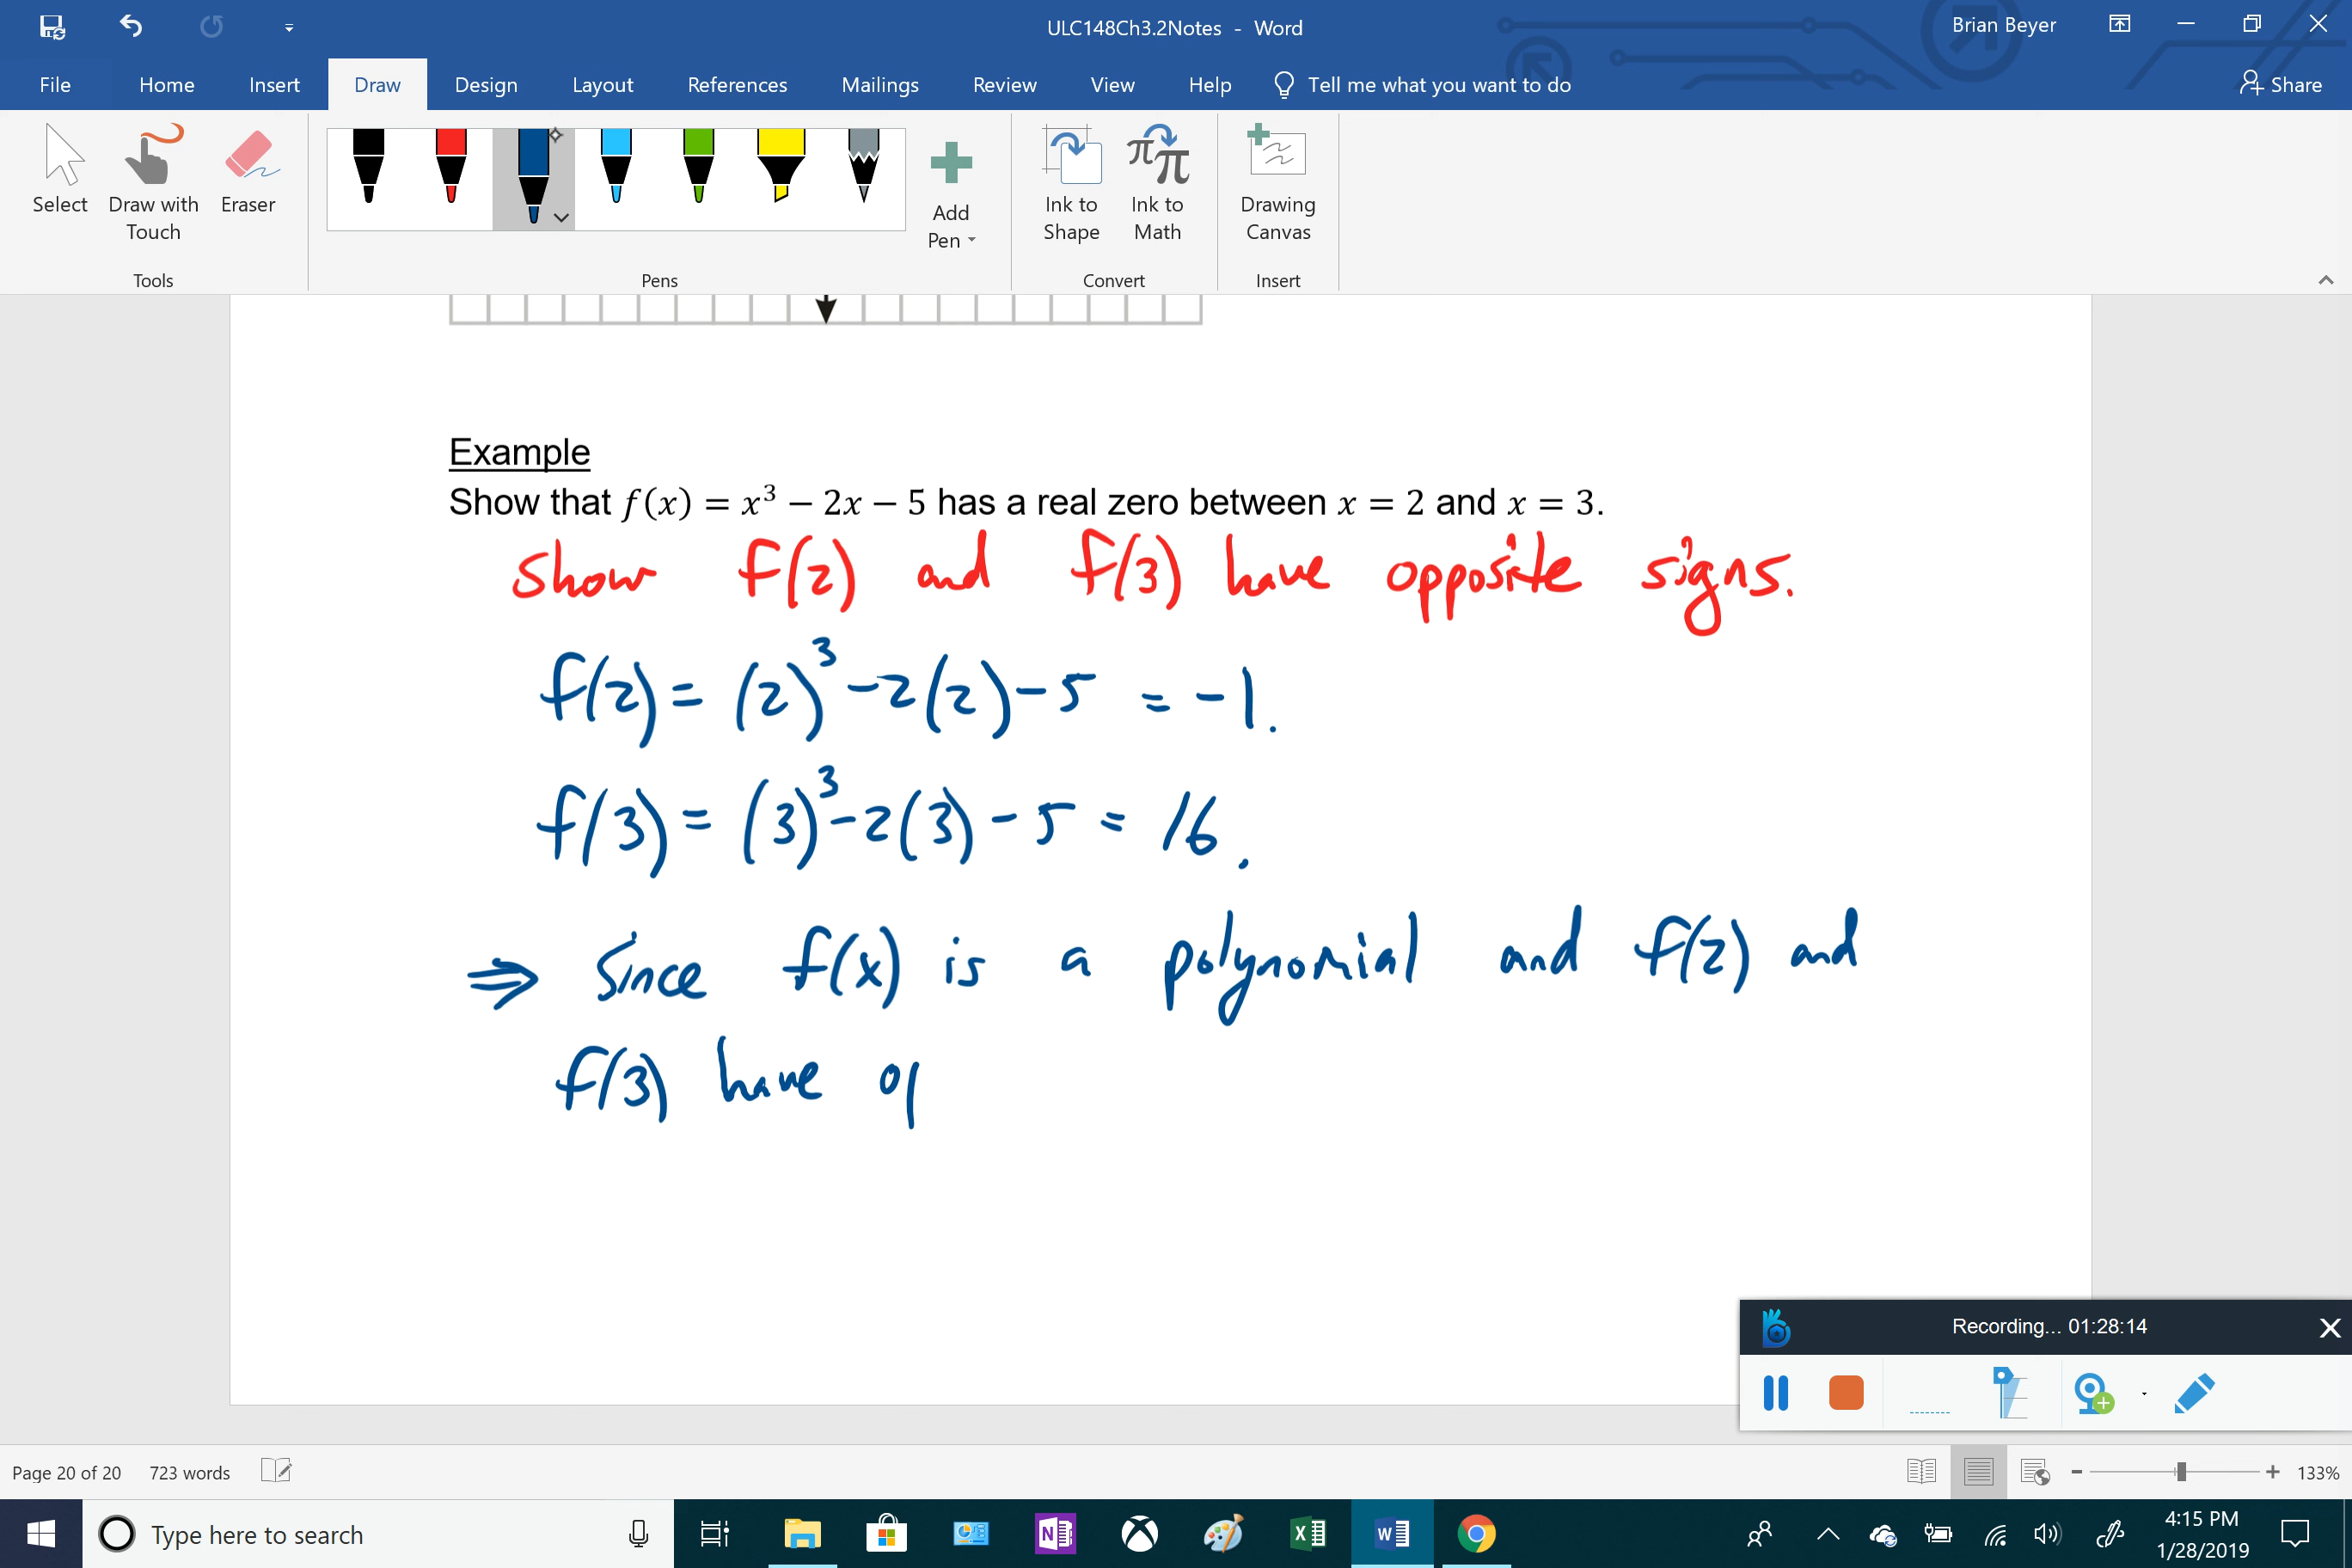 ULC148Ch3.2Notes - Word
Brian Beyer
File Home Insert Draw Design Layout References Mailings Review View Help Tell me what you want to do Share
Select Draw with Touch Eraser
Add Pen
Ink to Shape Ink to Math
Drawing Canvas
Tools Pens Convert Insert
Example
Show that f(x) = x³ − 2x − 5 has a real zero between x = 2 and x = 3.
Show f(2) and f(3) have opposite signs.
f(2) = (2)³ - 2(2) - 5 = -1.
f(3) = (3)³ - 2(3) - 5 = 16.
⇒ Since f(x) is a polynomial and f(2) and
f(3) have op
Recording... 01:28:14
Page 20 of 20 723 words 133%
Type here to search
4:15 PM
1/28/2019